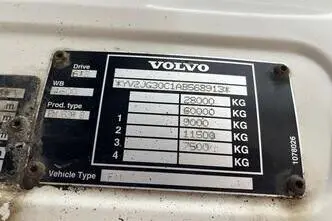 VOLVO
Drive
*YV2JG30C1AB568913*
WB
28000 KG
60000 KG
Prod. type
1 9000 KG
2 11500 KG
3 7500 KG
4 KG
Vehicle Type
1078026